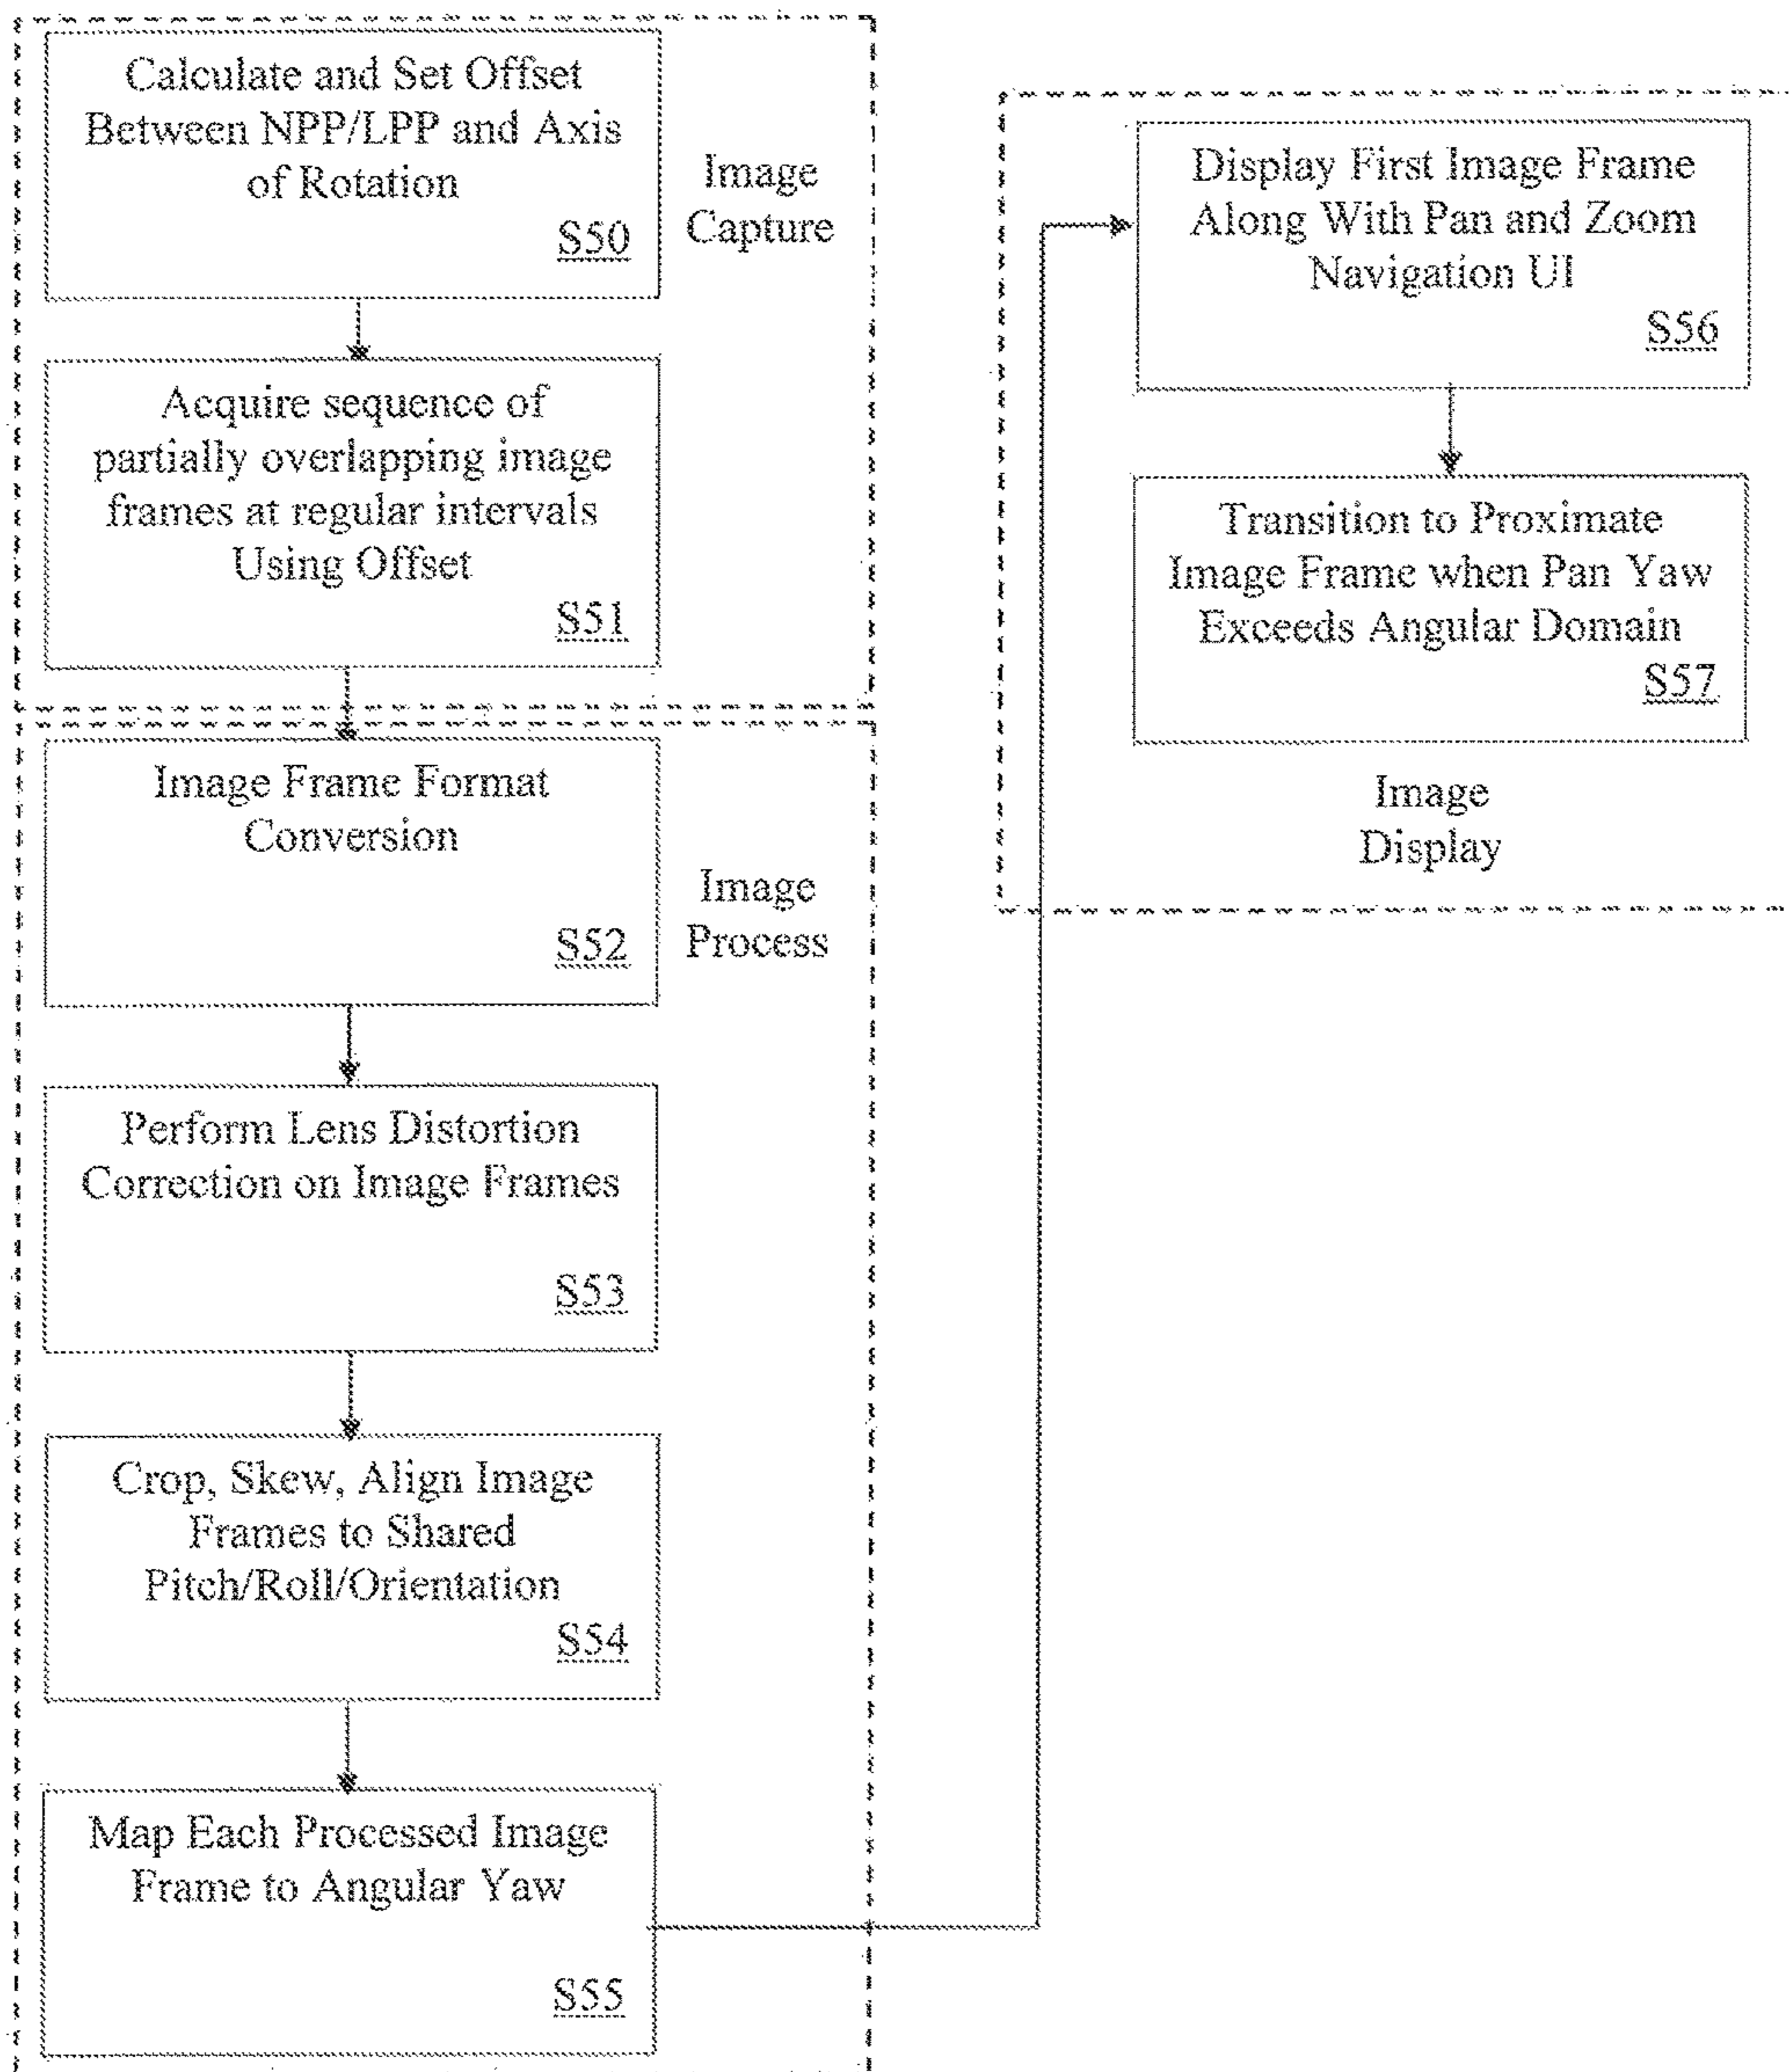 Calculate and Set Offset
Between NPP/LPP and Axis
of Rotation
S50
Image
Capture
Acquire sequence of
partially overlapping image
frames at regular intervals
Using Offset
S51
Image Frame Format
Conversion
S52
Image
Process
Perform Lens Distortion
Correction on Image Frames
S53
Crop, Skew, Align Image
Frames to Shared
Pitch/Roll/Orientation
S54
Map Each Processed Image
Frame to Angular Yaw
S55
Display First Image Frame
Along With Pan and Zoom
Navigation UI
S56
Transition to Proximate
Image Frame when Pan Yaw
Exceeds Angular Domain
S57
Image
Display